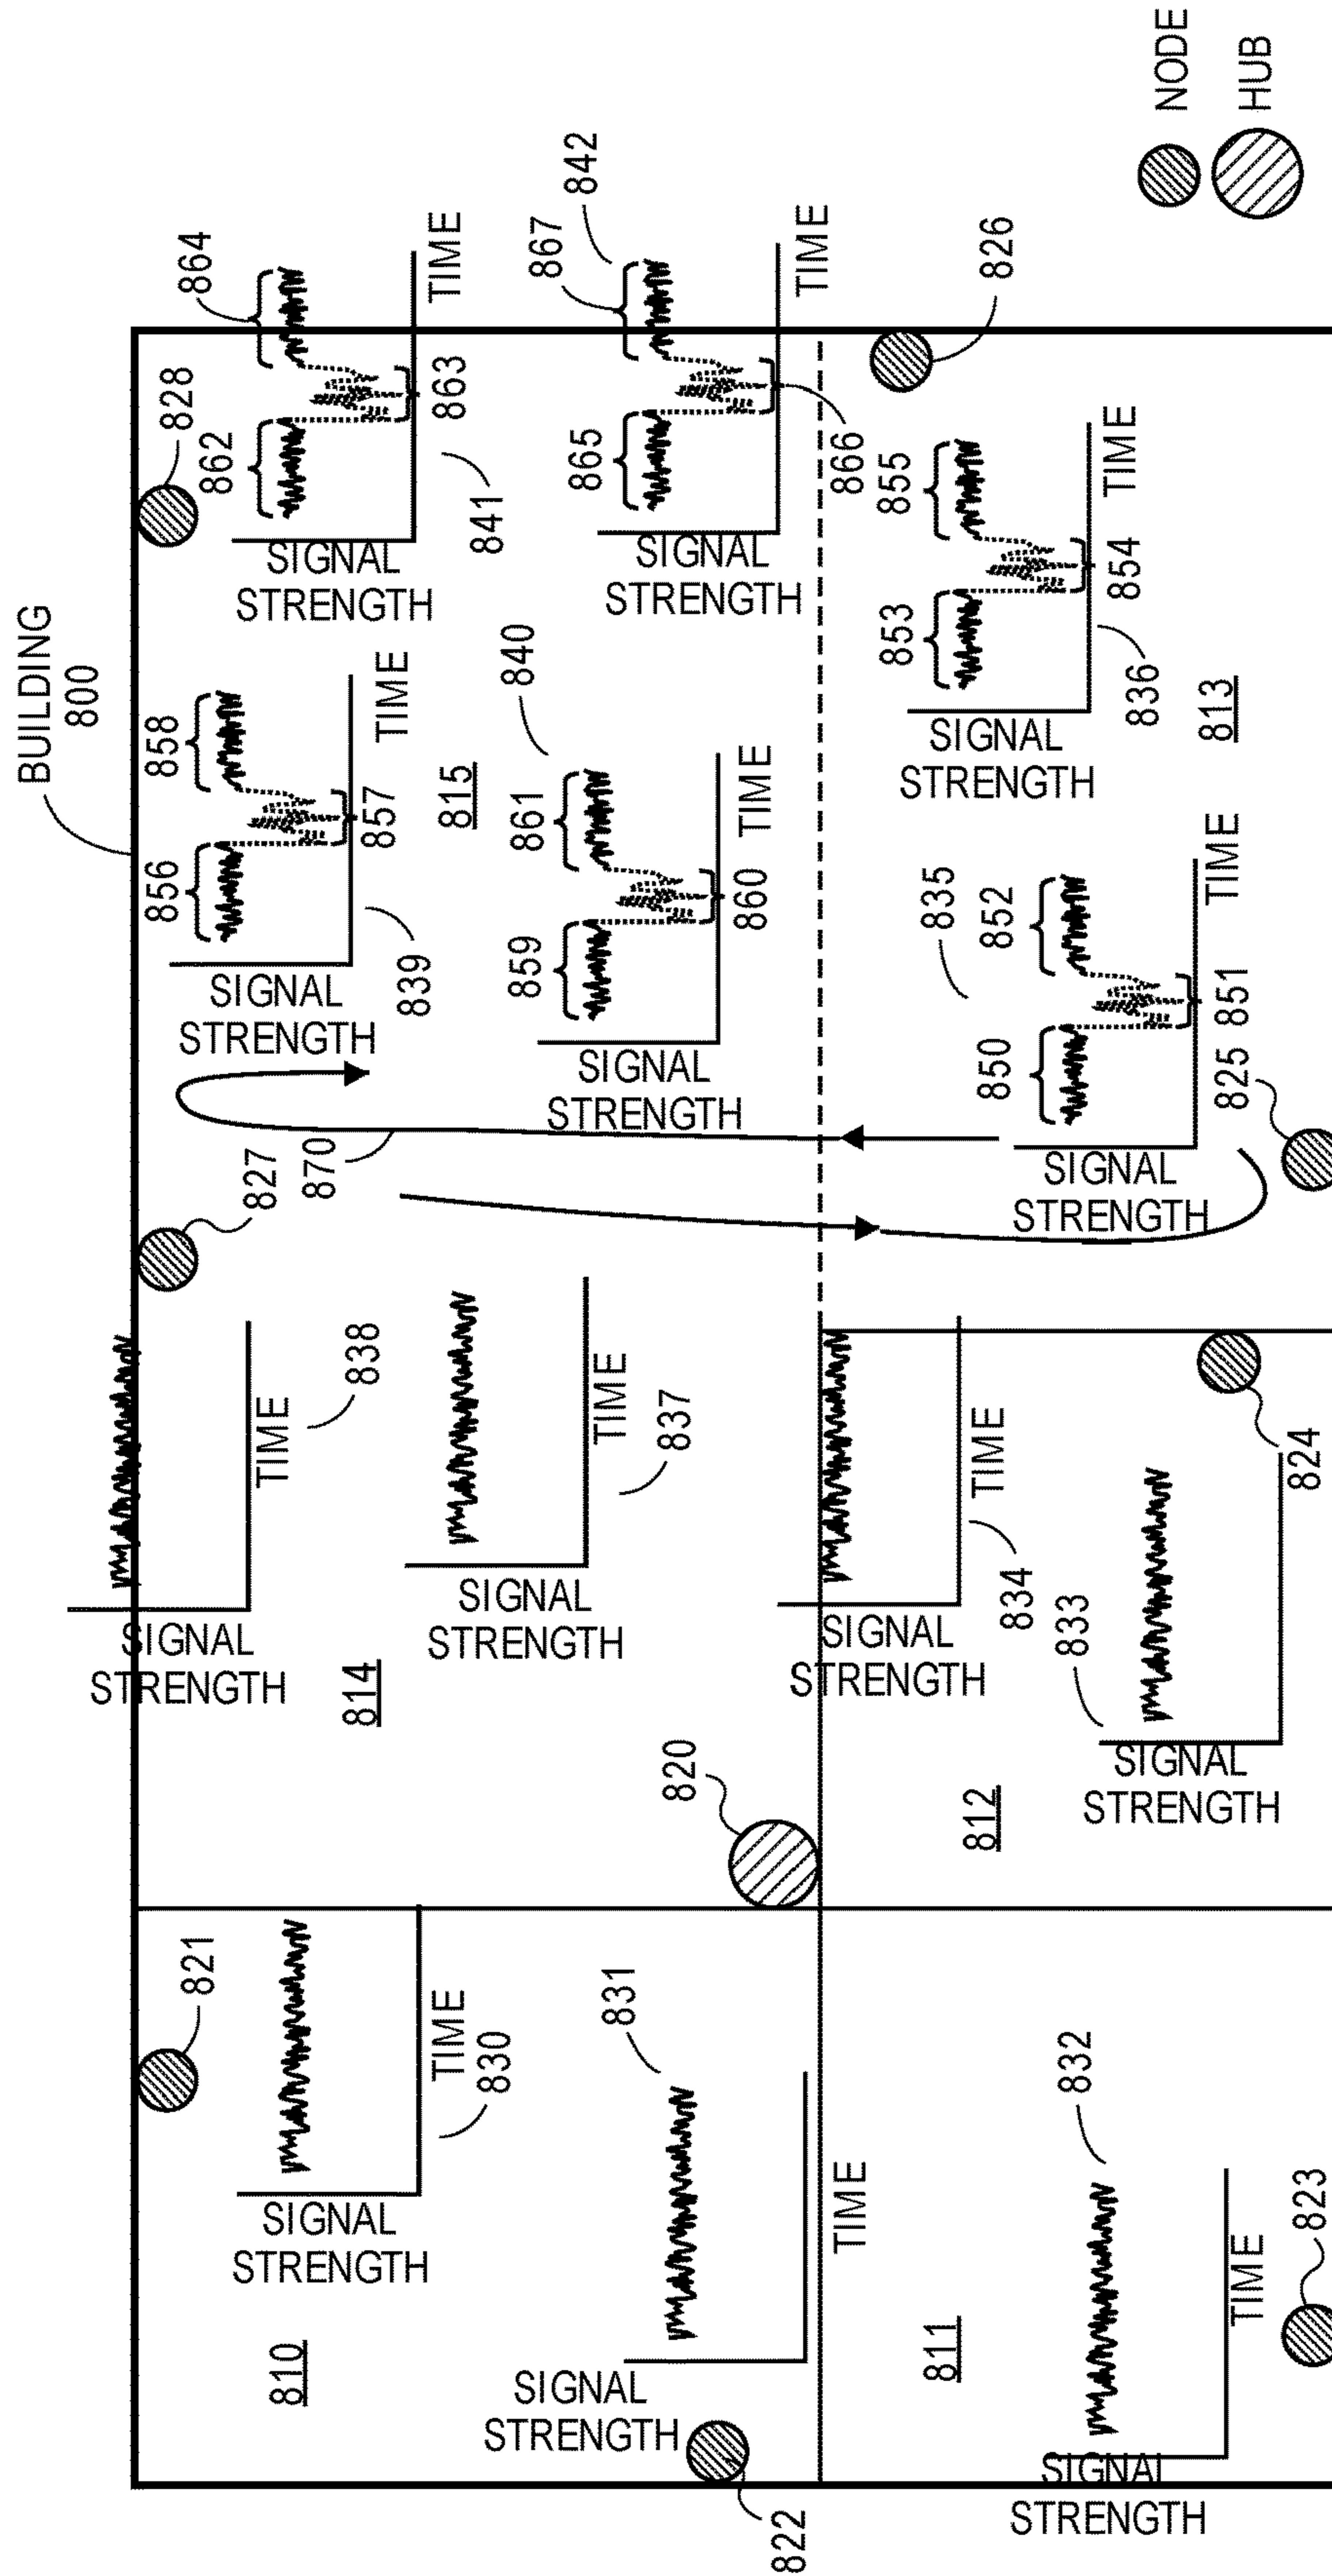 BUILDING
800
SIGNAL
STRENGTH
TIME
838
814
821
827
856
858
828
864
862
810
SIGNAL
STRENGTH
TIME
830
SIGNAL
STRENGTH
839
857
TIME
815
SIGNAL
STRENGTH
841
863
TIME
870
SIGNAL
STRENGTH
TIME
837
859
861
840
865
867
842
SIGNAL
STRENGTH
831
TIME
822
820
SIGNAL
STRENGTH
860
TIME
SIGNAL
STRENGTH
866
TIME
SIGNAL
STRENGTH
TIME
834
811
812
853
855
826
835
850
852
SIGNAL
STRENGTH
854
TIME
836
813
SIGNAL
STRENGTH
832
TIME
823
833
SIGNAL
STRENGTH
824
SIGNAL
STRENGTH
825
851
TIME
NODE
HUB